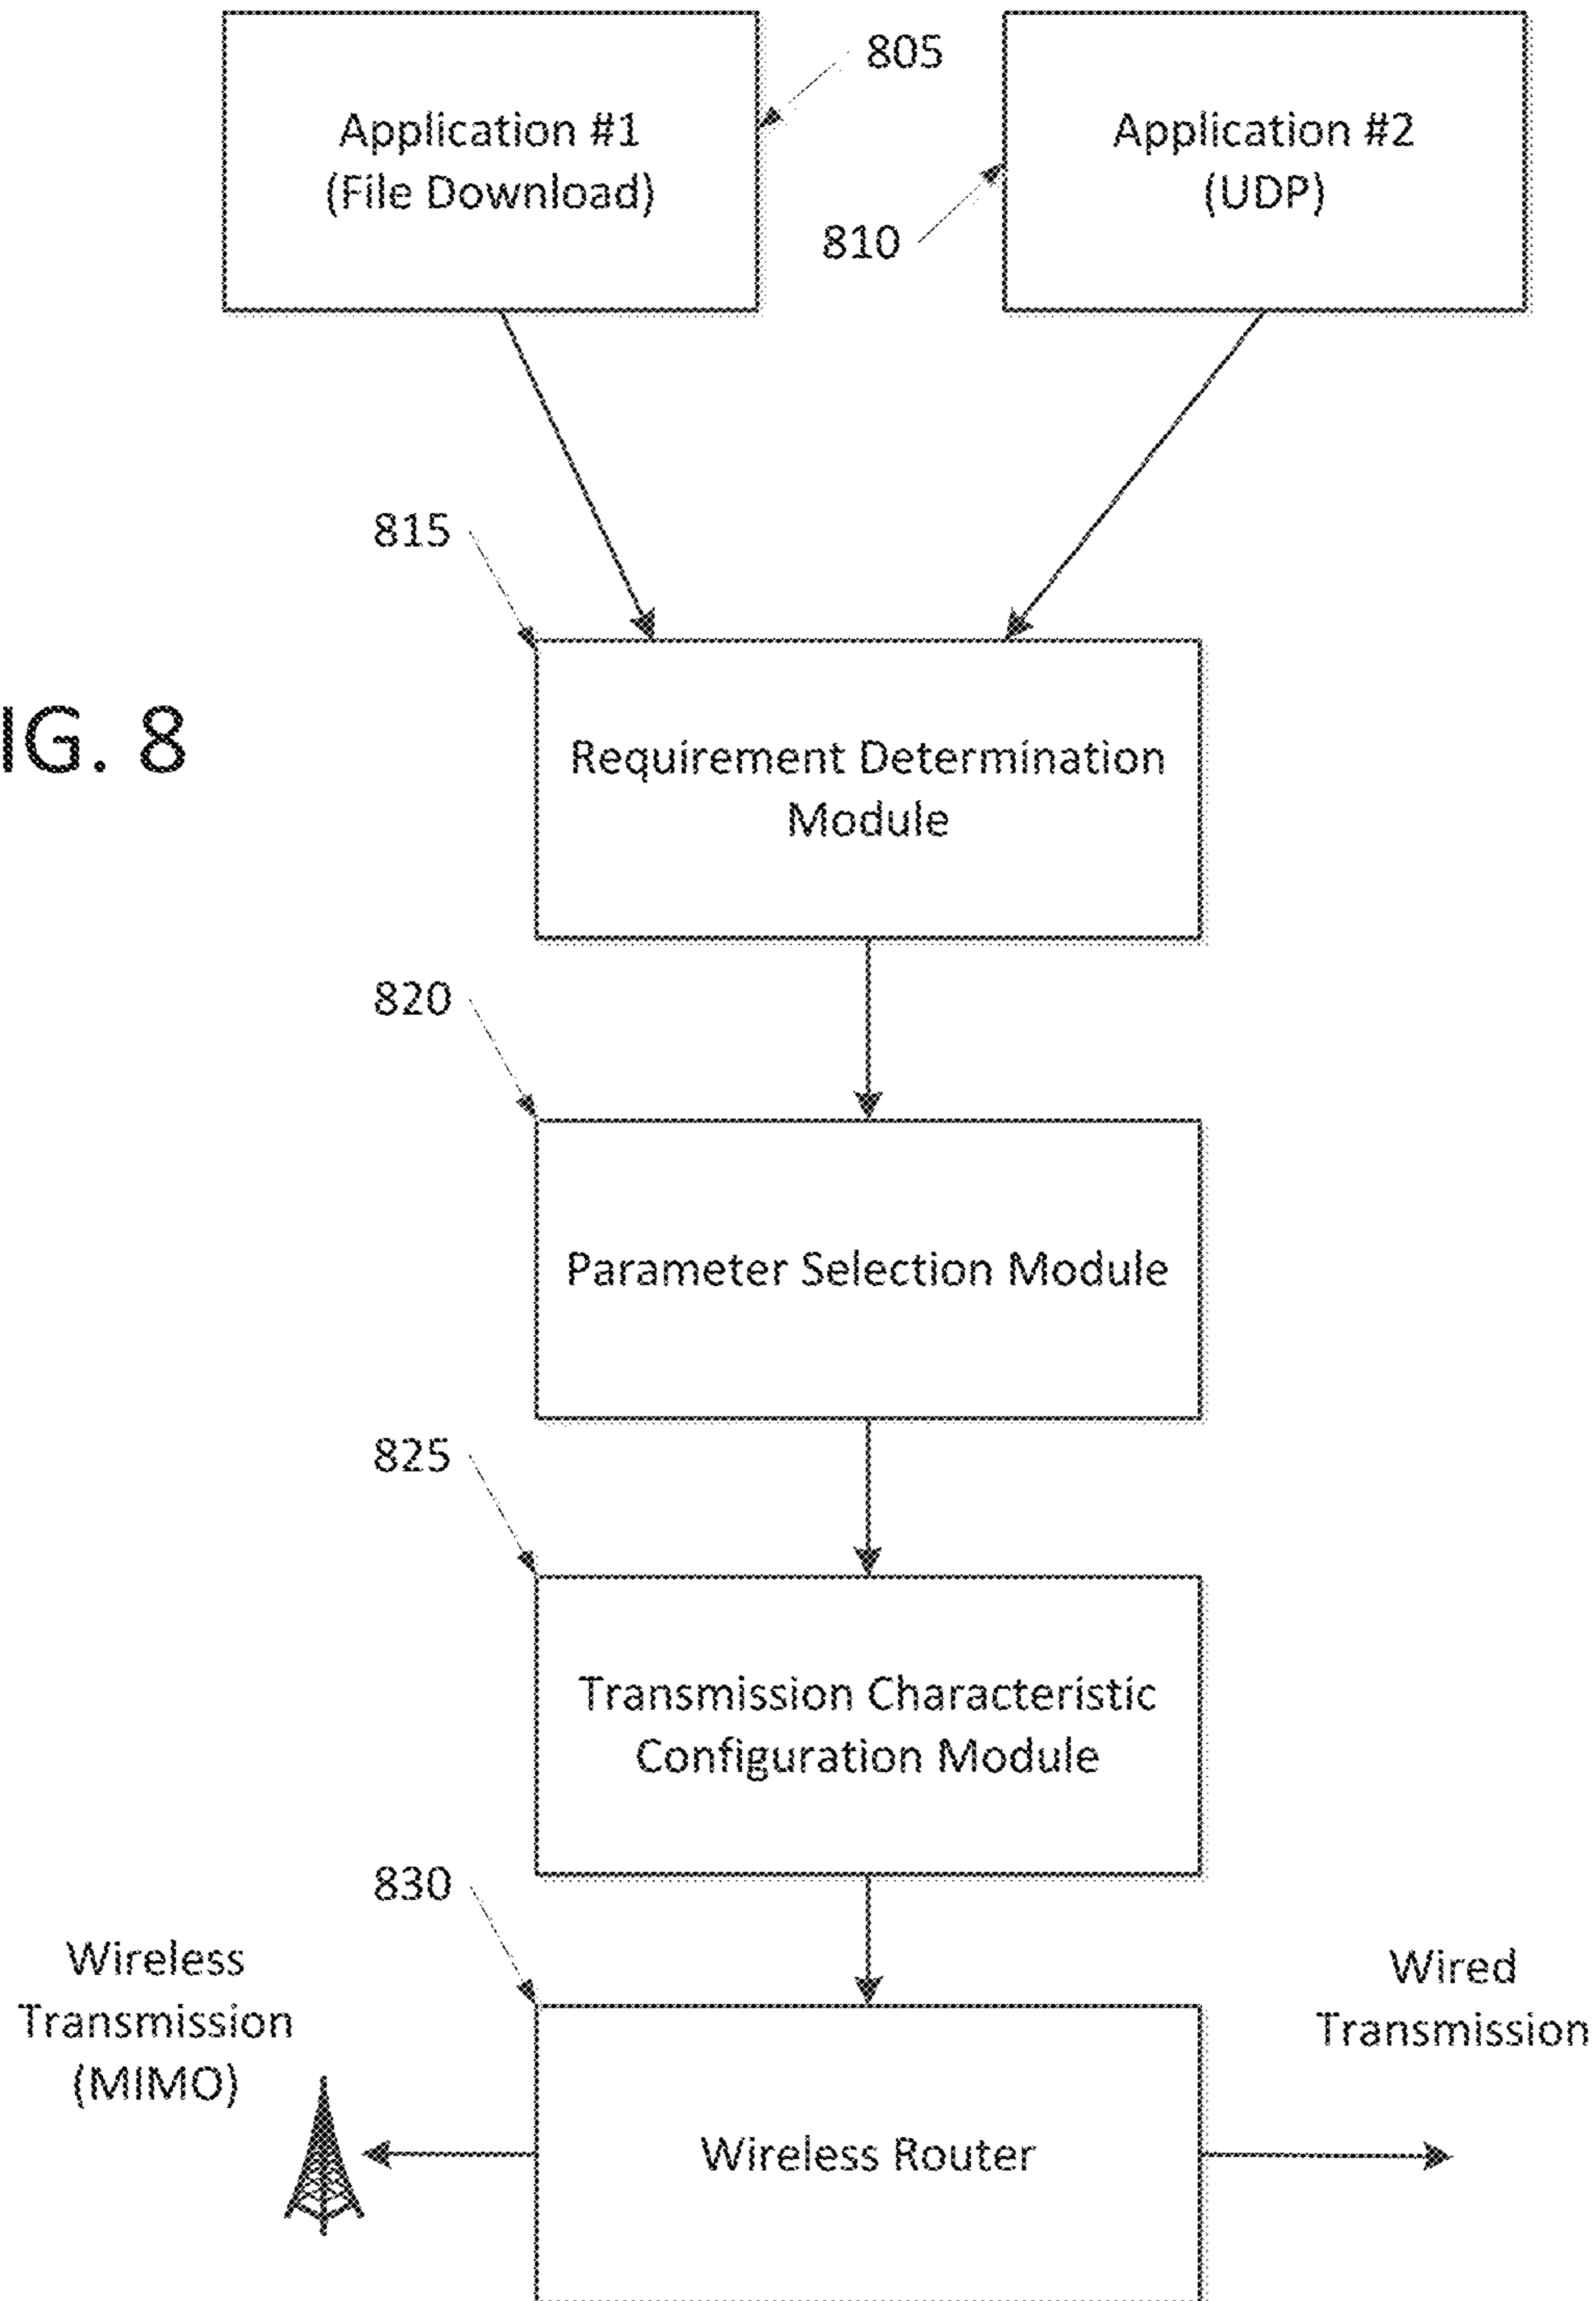 805
Application #1
(File Download)
Application #2
(UDP)
810
815
IG. 8
Requirement Determination
Module
820
Parameter Selection Module
825
Transmission Characteristic
Configuration Module
830
Wireless
Transmission
(MIMO)
Wired
Transmission
Wireless Router